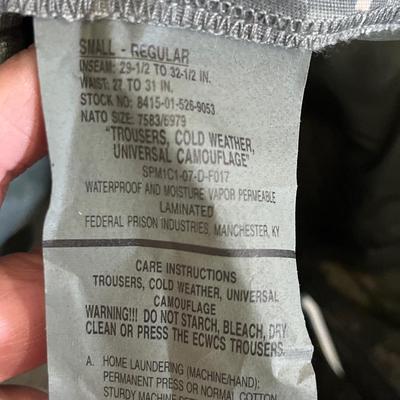 SMALL - REGULAR
INSEAM: 29-1/2 TO 32-1/2 IN.
WAIST: 27 TO 31 IN.
STOCK NO: 8415-01-526-9053
NATO SIZE: 7583/6979
"TROUSERS, COLD WEATHER,
UNIVERSAL CAMOUFLAGE"
SPM1C1-07-D-F017
WATERPROOF AND MOISTURE VAPOR PERMEABLE
LAMINATED
FEDERAL PRISON INDUSTRIES, MANCHESTER, KY
CARE INSTRUCTIONS
TROUSERS, COLD WEATHER, UNIVERSAL
CAMOUFLAGE
WARNING!!! DO NOT STARCH, BLEACH, DRY
CLEAN OR PRESS THE ECWCS TROUSERS.
A. HOME LAUNDERING (MACHINE/HAND):
PERMANENT PRESS OR NORMAL COTTON
STURDY MACHINE